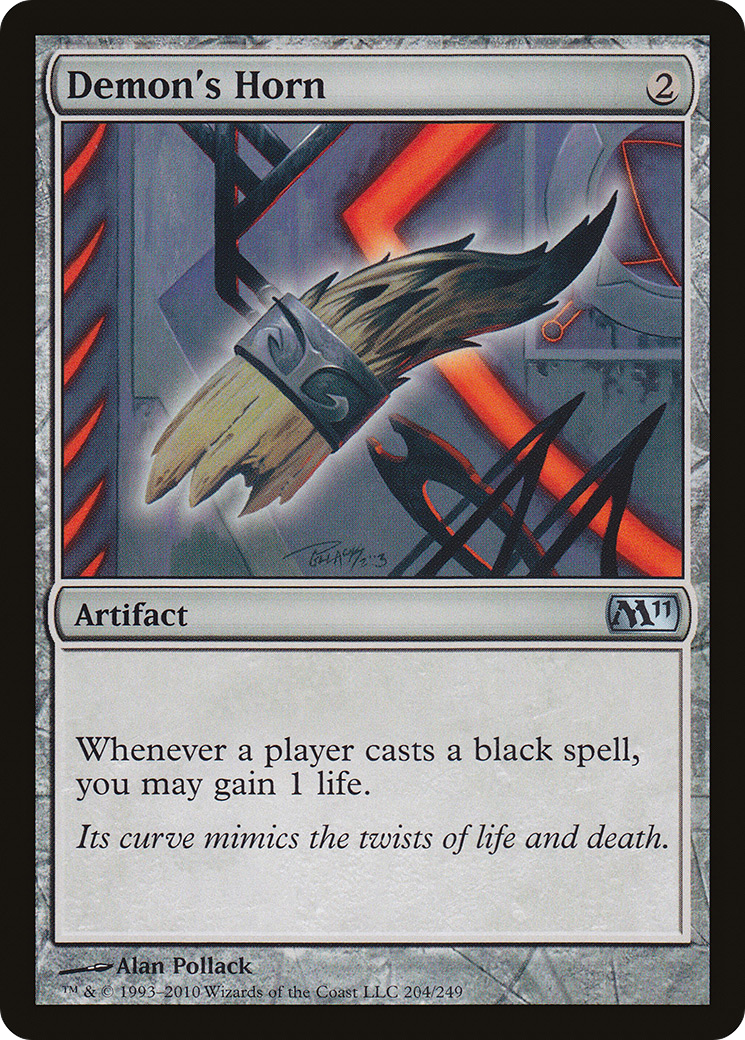 Demon's Horn
2
Artifact
M11
Whenever a player casts a black spell,
you may gain 1 life.
Its curve mimics the twists of life and death.
Alan Pollack
™ & © 1993–2010 Wizards of the Coast LLC 204/249